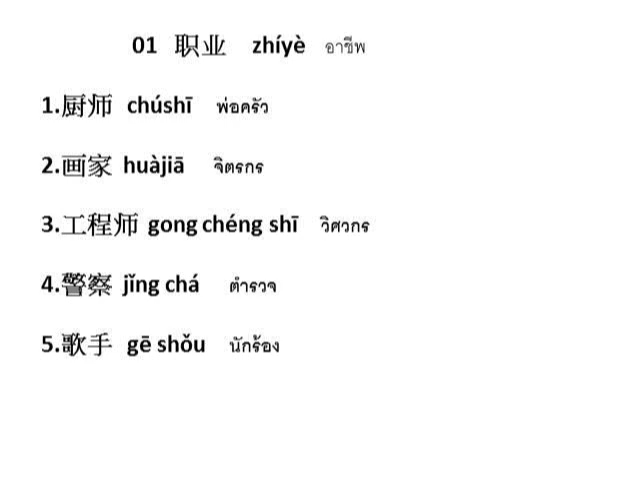 01 职业 zhíyè อาชีพ
1.厨师 chúshī พ่อครัว
2.画家 huàjiā จิตรกร
3.工程师 gong chéng shī วิศวกร
4.警察 jǐng chá ตำรวจ
5.歌手 gē shǒu นักร้อง